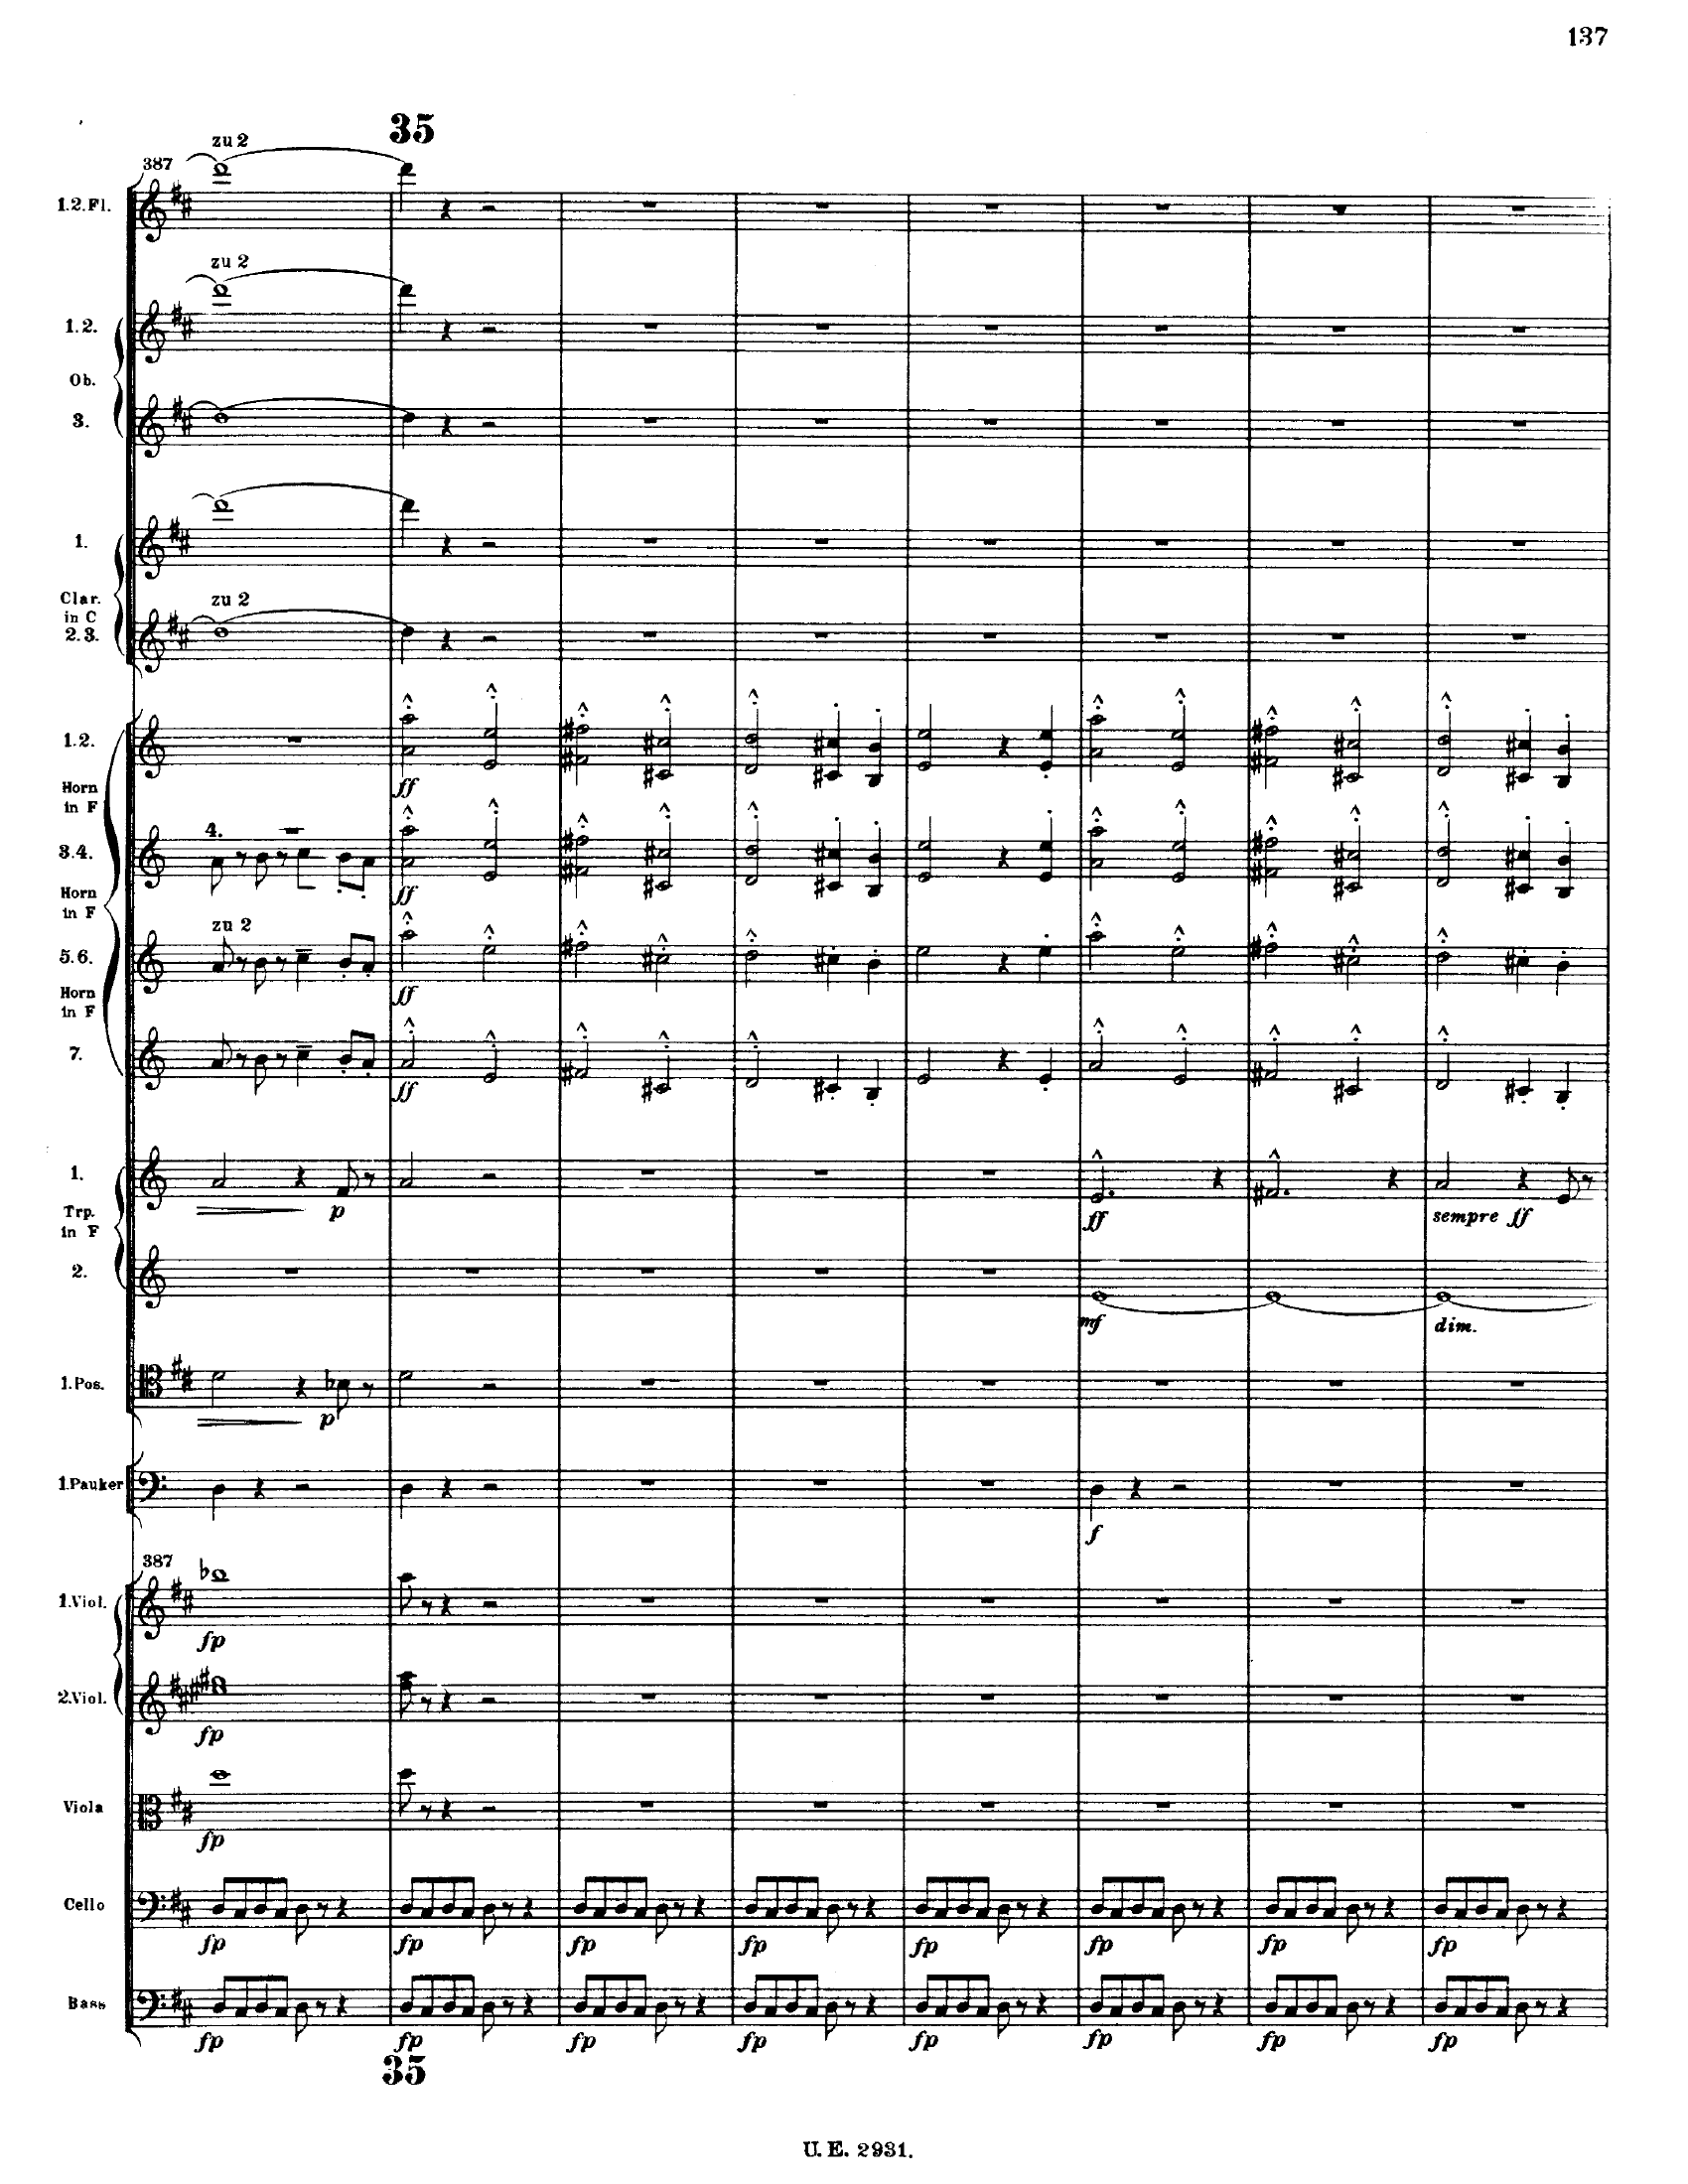 137
35
zu 2
387
1.2. Fl.
zu 2
1.2.
Ob.
3.
1.
Clar.
in C
zu 2
2.3.
1.2.
Horn
in F
ff
4.
3.4.
Horn
in F
ff
zu 2
5.6.
Horn
in F
ff
7.
ff
1.
Trp.
in F
p
ff
sempre ff
2.
mf
dim.
1. Pos.
p
1. Pauker
f
387
1. Viol.
fp
2. Viol.
fp
Viola
fp
Cello
fp fp fp fp fp fp fp fp
Bass
fp fp fp fp fp fp fp fp
35
U. E. 2931.